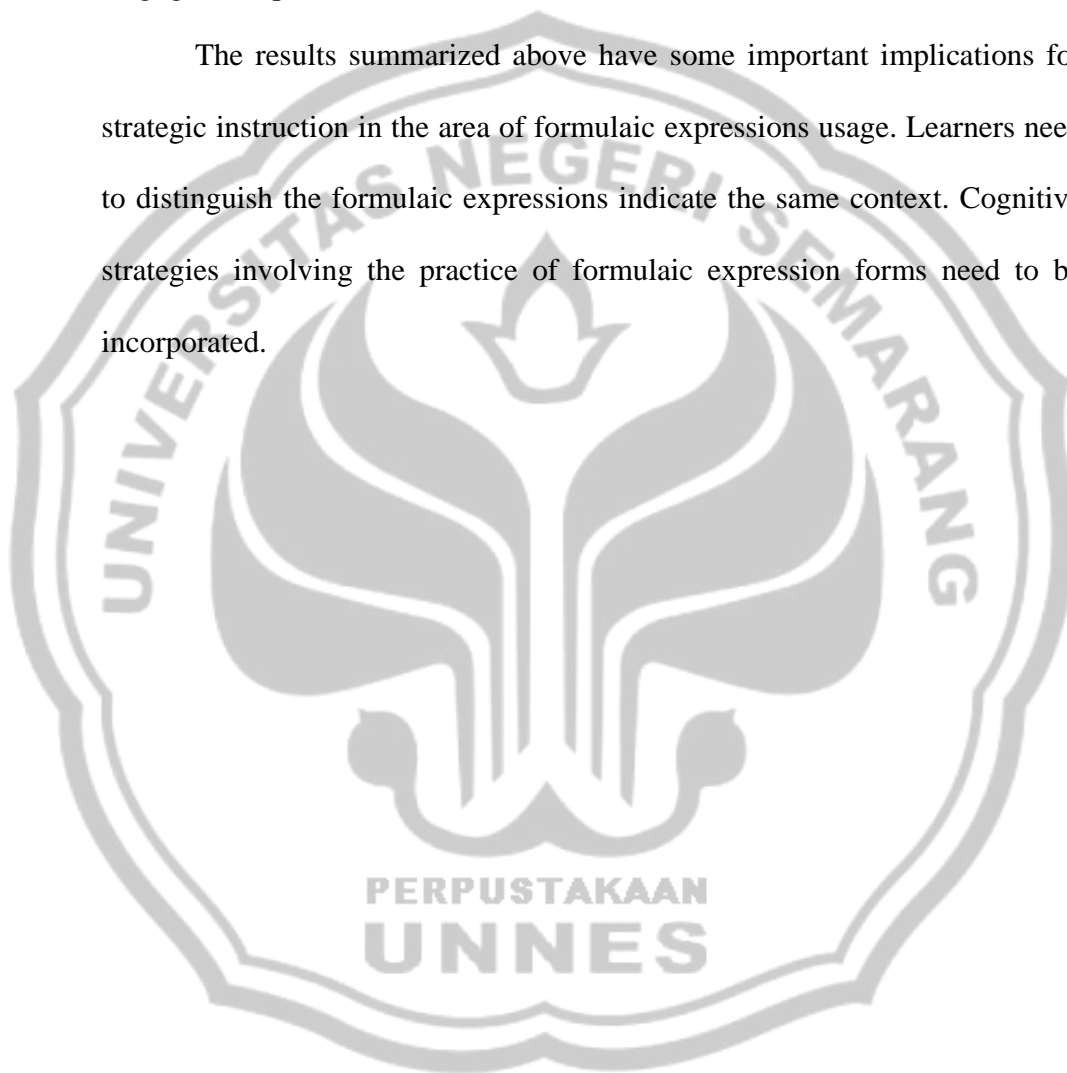 The results summarized above have some important implications fo
strategic instruction in the area of formulaic expressions usage. Learners nee
to distinguish the formulaic expressions indicate the same context. Cognitiv
strategies involving the practice of formulaic expression forms need to b
incorporated.
UNIVERSITAS NEGERI SEMARANG
PERPUSTAKAAN
UNNES